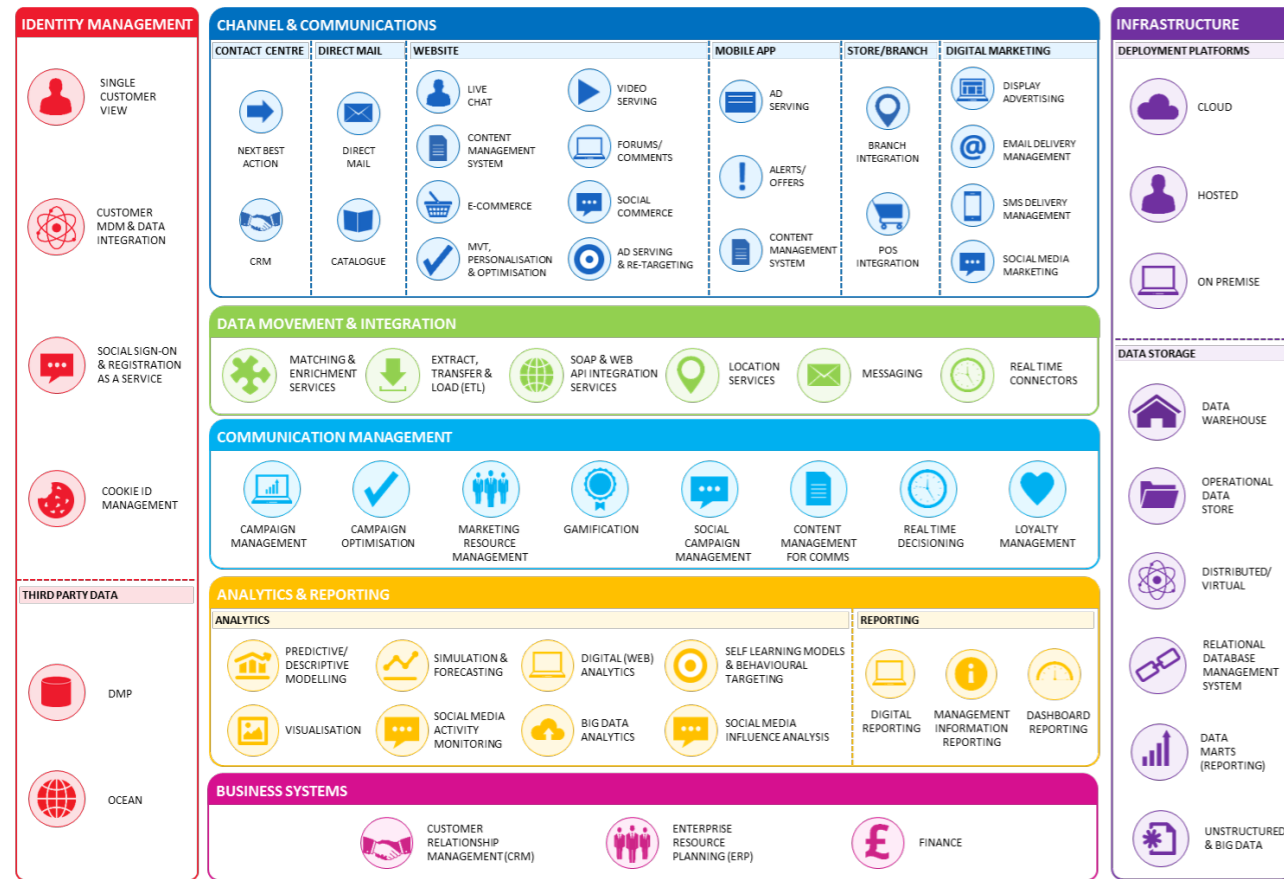 IDENTITY MANAGEMENT
SINGLE
CUSTOMER
VIEW
CUSTOMER
MDM & DATA
INTEGRATION
SOCIAL SIGN-ON
& REGISTRATION
AS A SERVICE
COOKIE ID
MANAGEMENT
THIRD PARTY DATA
DMP
OCEAN
CHANNEL & COMMUNICATIONS
CONTACT CENTRE
NEXT BEST
ACTION
CRM
DIRECT MAIL
DIRECT
MAIL
CATALOGUE
WEBSITE
LIVE
CHAT
CONTENT
MANAGEMENT
SYSTEM
E-COMMERCE
MVT,
PERSONALISATION
& OPTIMISATION
VIDEO
SERVING
FORUMS/
COMMENTS
SOCIAL
COMMERCE
AD SERVING
& RE-TARGETING
MOBILE APP
AD
SERVING
ALERTS/
OFFERS
CONTENT
MANAGEMENT
SYSTEM
STORE/BRANCH
BRANCH
INTEGRATION
POS
INTEGRATION
DIGITAL MARKETING
DISPLAY
ADVERTISING
EMAIL DELIVERY
MANAGEMENT
SMS DELIVERY
MANAGEMENT
SOCIAL MEDIA
MARKETING
DATA MOVEMENT & INTEGRATION
MATCHING &
ENRICHMENT
SERVICES
EXTRACT,
TRANSFER &
LOAD (ETL)
SOAP & WEB
API INTEGRATION
SERVICES
LOCATION
SERVICES
MESSAGING
REAL TIME
CONNECTORS
COMMUNICATION MANAGEMENT
CAMPAIGN
MANAGEMENT
CAMPAIGN
OPTIMISATION
MARKETING
RESOURCE
MANAGEMENT
GAMIFICATION
SOCIAL
CAMPAIGN
MANAGEMENT
CONTENT
MANAGEMENT
FOR COMMS
REAL TIME
DECISIONING
LOYALTY
MANAGEMENT
ANALYTICS & REPORTING
ANALYTICS
PREDICTIVE/
DESCRIPTIVE
MODELLING
SIMULATION &
FORECASTING
DIGITAL (WEB)
ANALYTICS
SELF LEARNING MODELS
& BEHAVIOURAL
TARGETING
VISUALISATION
SOCIAL MEDIA
ACTIVITY
MONITORING
BIG DATA
ANALYTICS
SOCIAL MEDIA
INFLUENCE ANALYSIS
REPORTING
DIGITAL
REPORTING
MANAGEMENT
INFORMATION
REPORTING
DASHBOARD
REPORTING
BUSINESS SYSTEMS
CUSTOMER
RELATIONSHIP
MANAGEMENT (CRM)
ENTERPRISE
RESOURCE
PLANNING (ERP)
FINANCE
INFRASTRUCTURE
DEPLOYMENT PLATFORMS
CLOUD
HOSTED
ON PREMISE
DATA STORAGE
DATA
WAREHOUSE
OPERATIONAL
DATA
STORE
DISTRIBUTED/
VIRTUAL
RELATIONAL
DATABASE
MANAGEMENT
SYSTEM
DATA
MARTS
(REPORTING)
UNSTRUCTURED
& BIG DATA